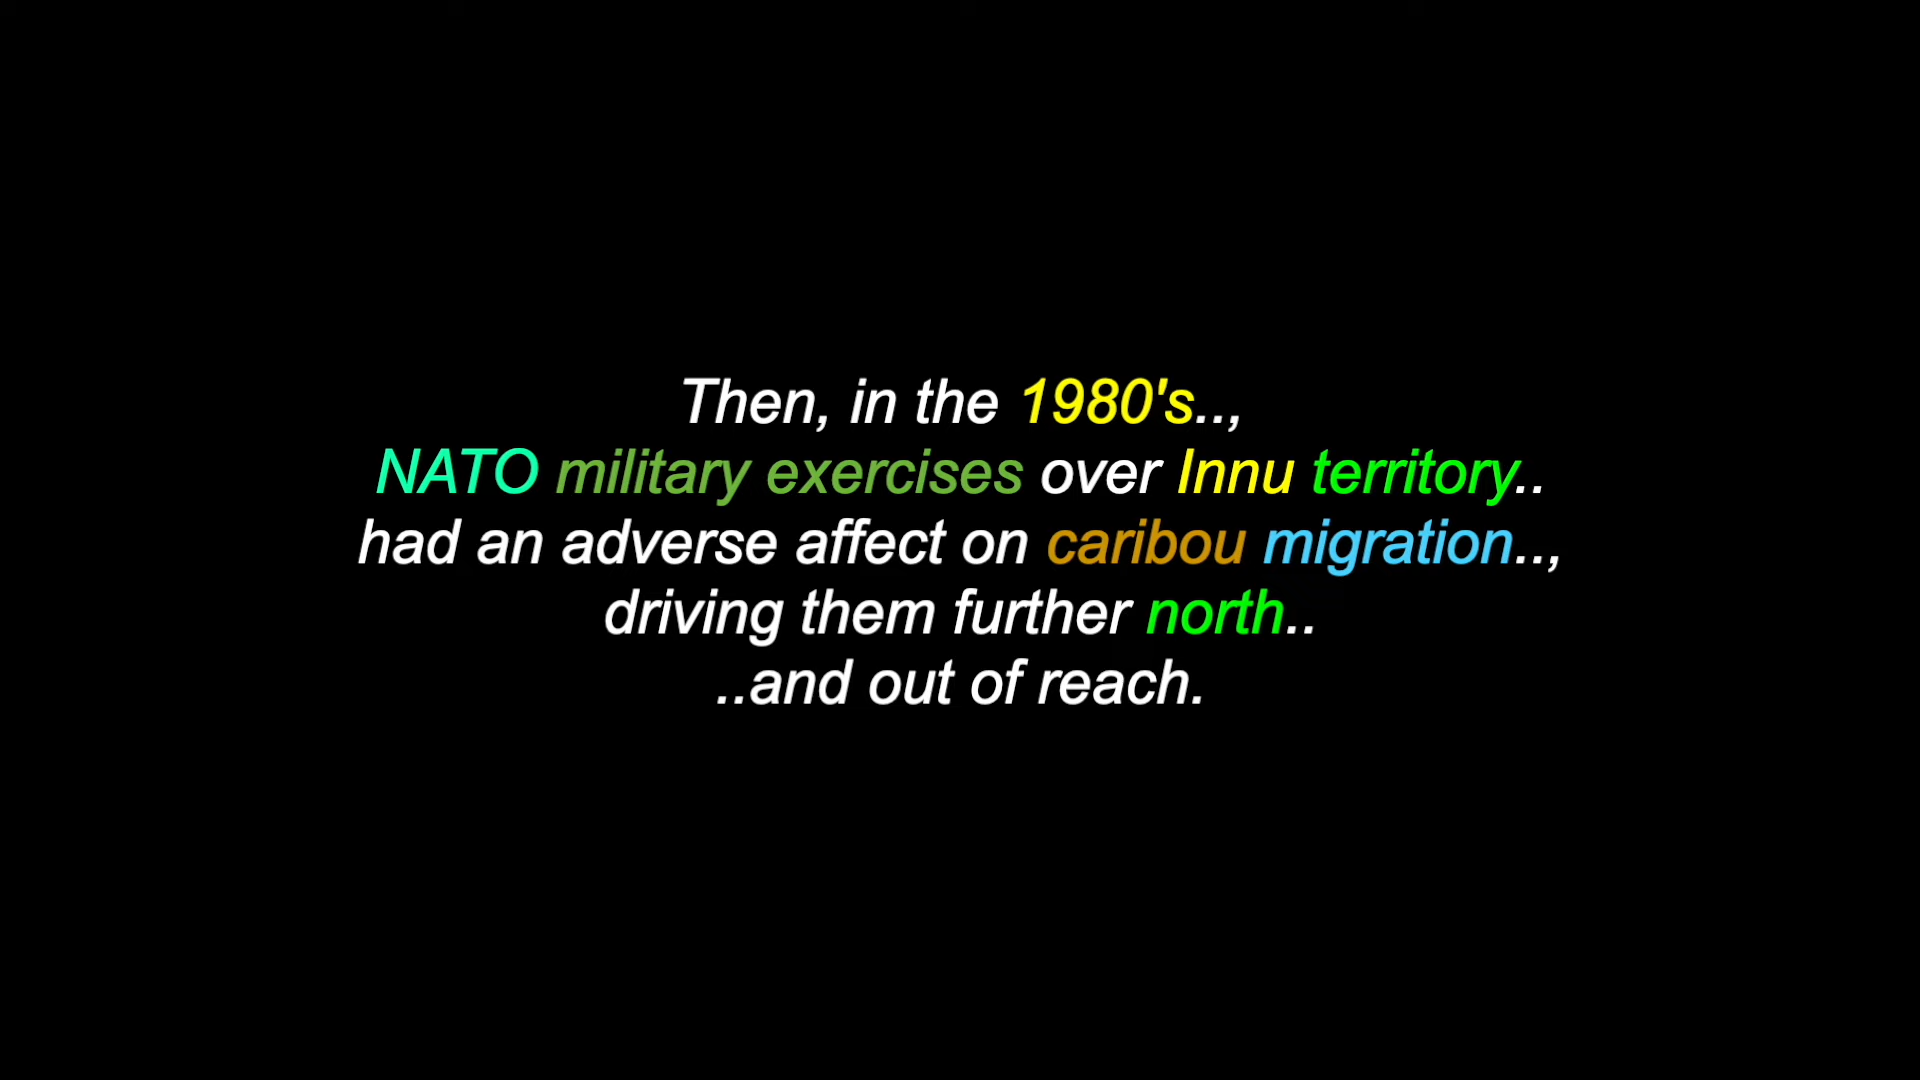 Then, in the 1980's..,
NATO military exercises over Innu territory..
had an adverse affect on caribou migration..,
driving them further north..
..and out of reach.